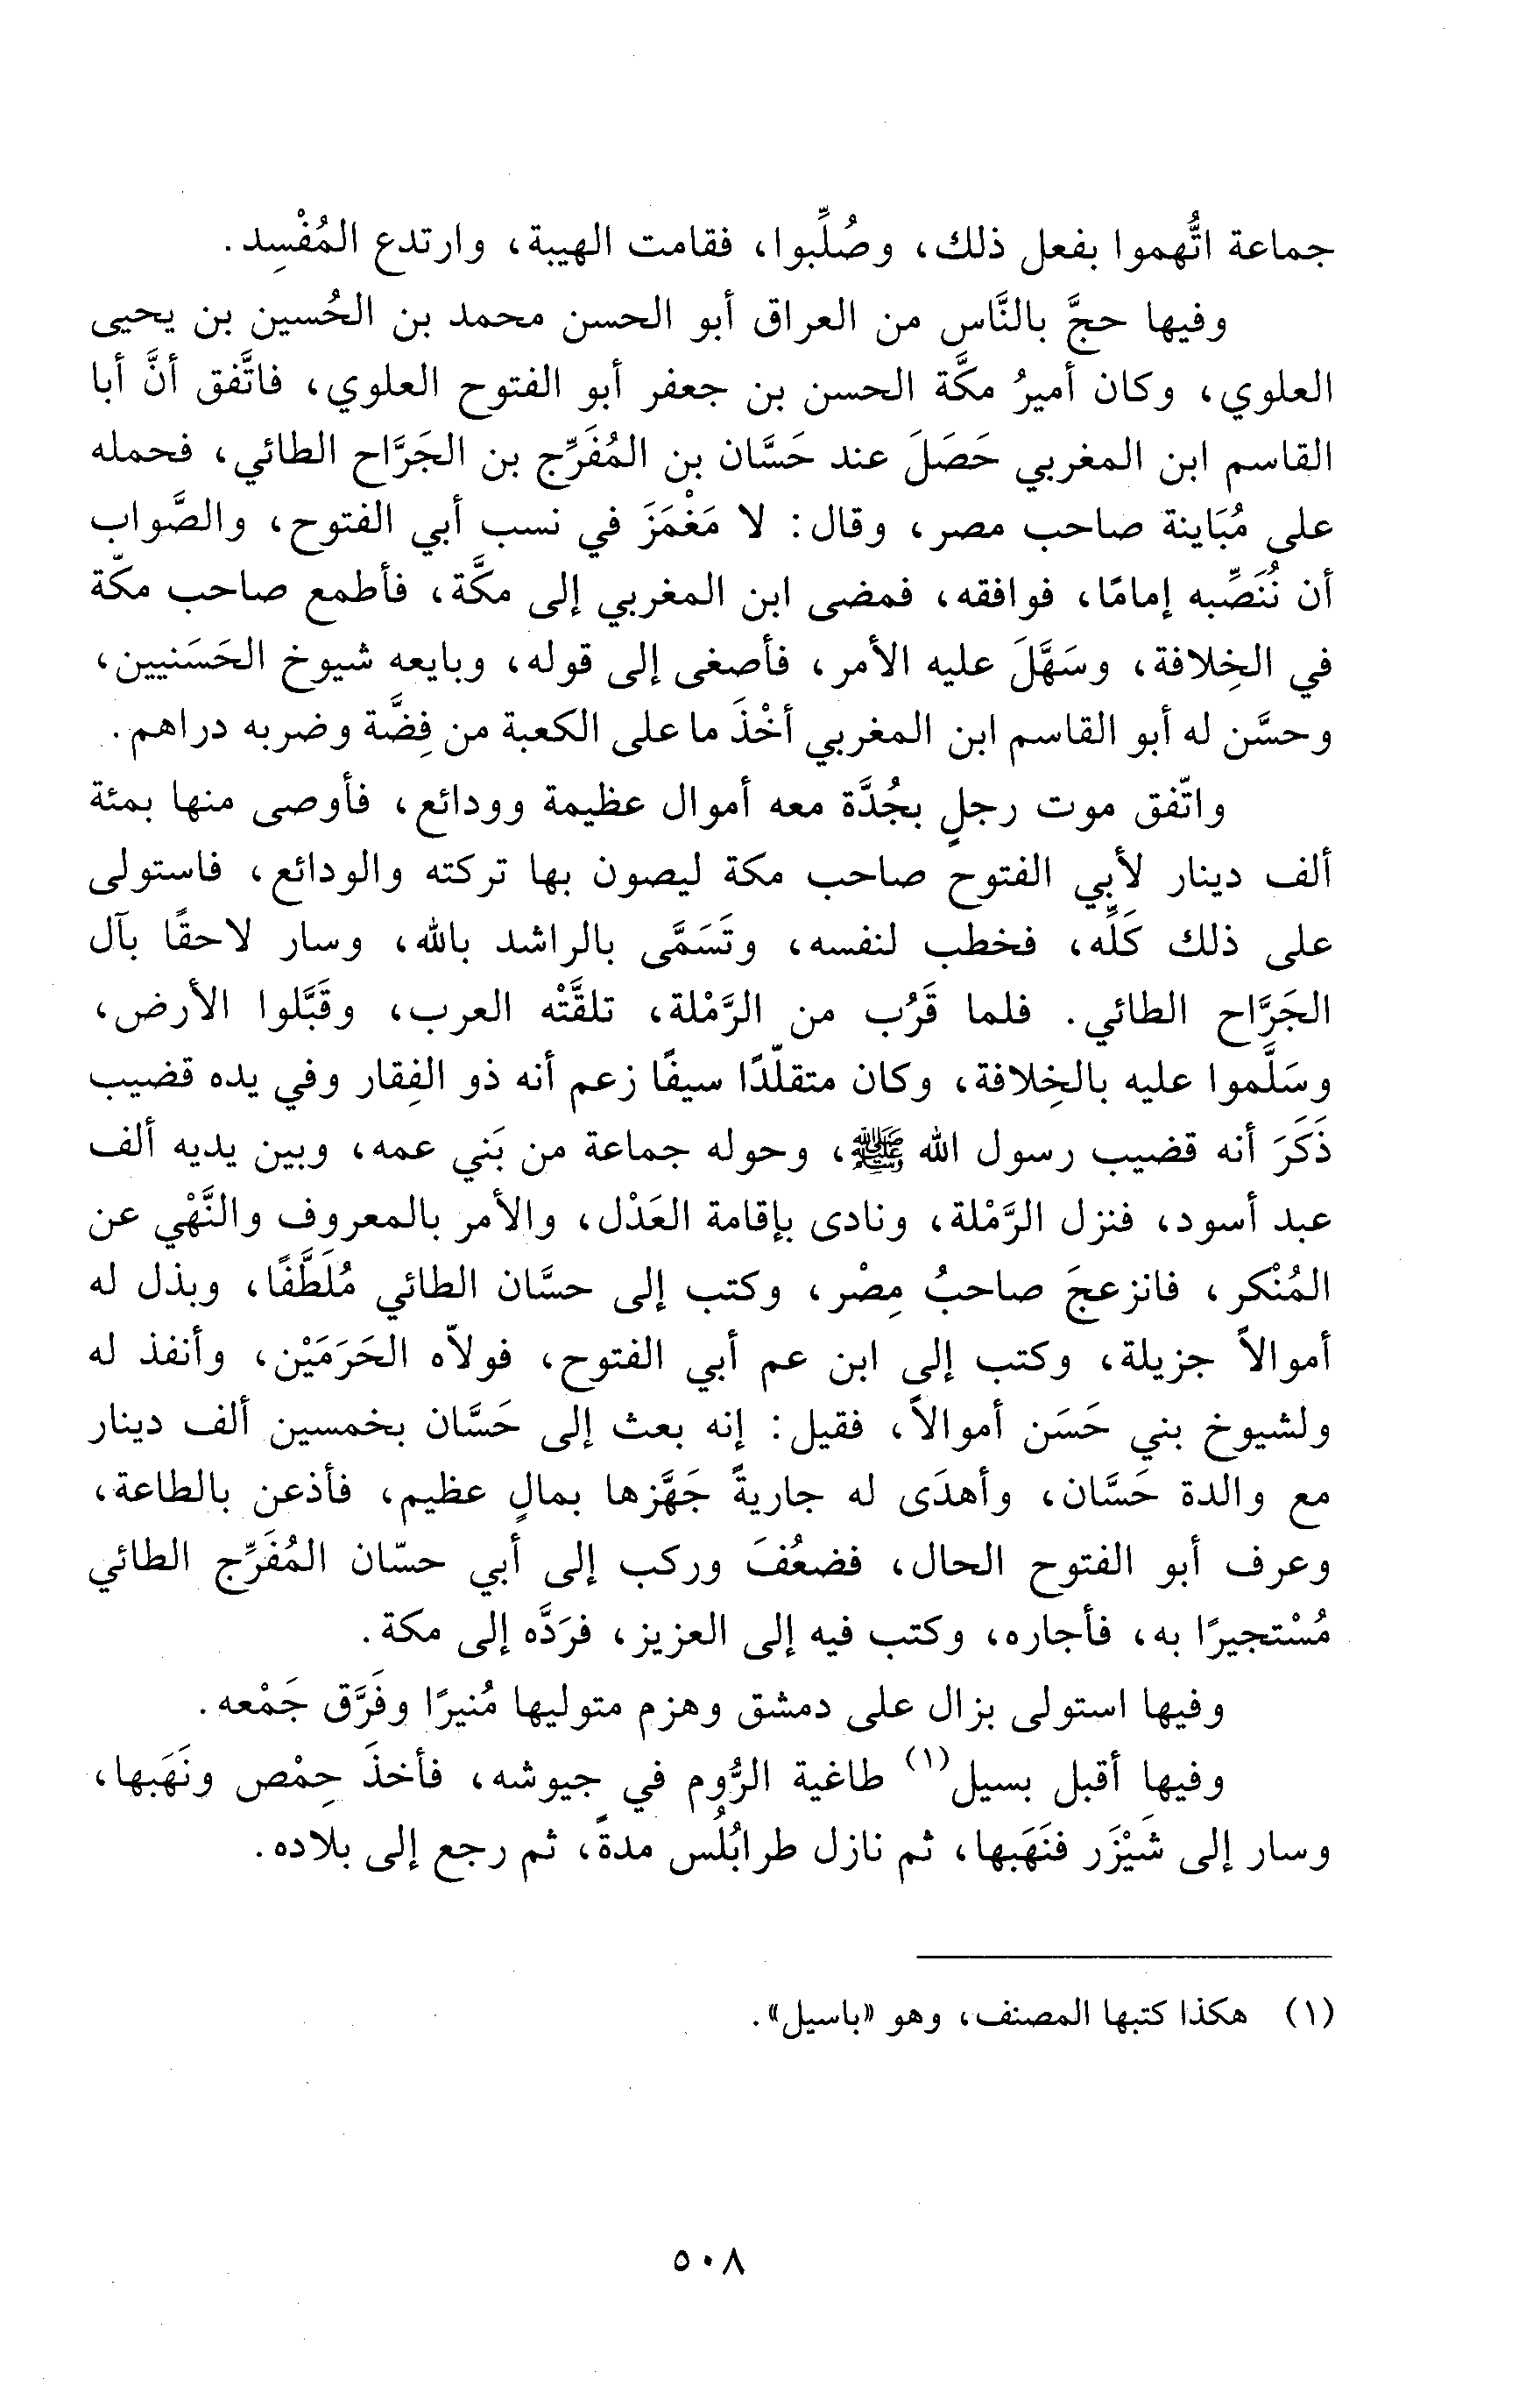 جماعة اتُّهموا بفعل ذلك، وصُلِّبوا، فقامت الهيبة، وارتدع المُفْسِد.
وفيها حجَّ بالنَّاس من العراق أبو الحسن محمد بن الحُسين بن يحيى
العلوي، وكان أميرُ مكَّة الحسن بن جعفر أبو الفتوح العلوي، فاتَّفق أنَّ أبا
القاسم ابن المغربي حَصَلَ عند حَسَّان بن المُفَرِّج بن الجَرَّاح الطائي، فحمله
على مُبَاينة صاحب مصر، وقال: لا مَغْمَزَ في نسب أبي الفتوح، والصَّواب
أن نُنَصِّبه إمامًا، فوافقه، فمضى ابن المغربي إلى مكَّة، فأطمع صاحب مكّة
في الخِلافة، وسَهَّلَ عليه الأمر، فأصغى إلى قوله، وبايعه شيوخ الحَسَنيين،
وحسَّن له أبو القاسم ابن المغربي أخْذَ ما على الكعبة من فِضَّة وضربه دراهم.
واتّفق موت رجلٍ بجُدَّة معه أموال عظيمة وودائع، فأوصى منها بمئة
ألف دينار لأبي الفتوح صاحب مكة ليصون بها تركته والودائع، فاستولى
على ذلك كَلِّه، فخطب لنفسه، وتَسَمَّى بالراشد بالله، وسار لاحقًا بآل
الجَرَّاح الطائي. فلما قَرُب من الرَّمْلة، تلقَّتْه العرب، وقَبَّلوا الأرض،
وسَلَّموا عليه بالخِلافة، وكان متقلّدًا سيفًا زعم أنه ذو الفِقار وفي يده قضيب
ذَكَرَ أنه قضيب رسول الله ﷺ، وحوله جماعة من بَني عمه، وبين يديه ألف
عبد أسود، فنزل الرَّمْلة، ونادى بإقامة العَدْل، والأمر بالمعروف والنَّهْي عن
المُنْكر، فانزعجَ صاحبُ مِصْر، وكتب إلى حسَّان الطائي مُلَطَّفًا، وبذل له
أموالاً جزيلة، وكتب إلى ابن عم أبي الفتوح، فولاّه الحَرَمَيْن، وأنفذ له
ولشيوخ بني حَسَن أموالاً، فقيل: إنه بعث إلى حَسَّان بخمسين ألف دينار
مع والدة حَسَّان، وأهدَى له جاريةً جَهَّزها بمالٍ عظيم، فأذعن بالطاعة،
وعرف أبو الفتوح الحال، فضعُفَ وركب إلى أبي حسّان المُفَرِّج الطائي
مُسْتجيرًا به، فأجاره، وكتب فيه إلى العزيز، فرَدَّه إلى مكة.
وفيها استولى بزال على دمشق وهزم متوليها مُنيرًا وفَرَّق جَمْعه.
وفيها أقبل بسيل(١) طاغية الرُّوم في جيوشه، فأخذَ حِمْص ونَهَبها،
وسار إلى شَيْزَر فنَهَبها، ثم نازل طرابُلُس مدةً، ثم رجع إلى بلاده.
(١) هكذا كتبها المصنف، وهو «باسيل».
٥٠٨